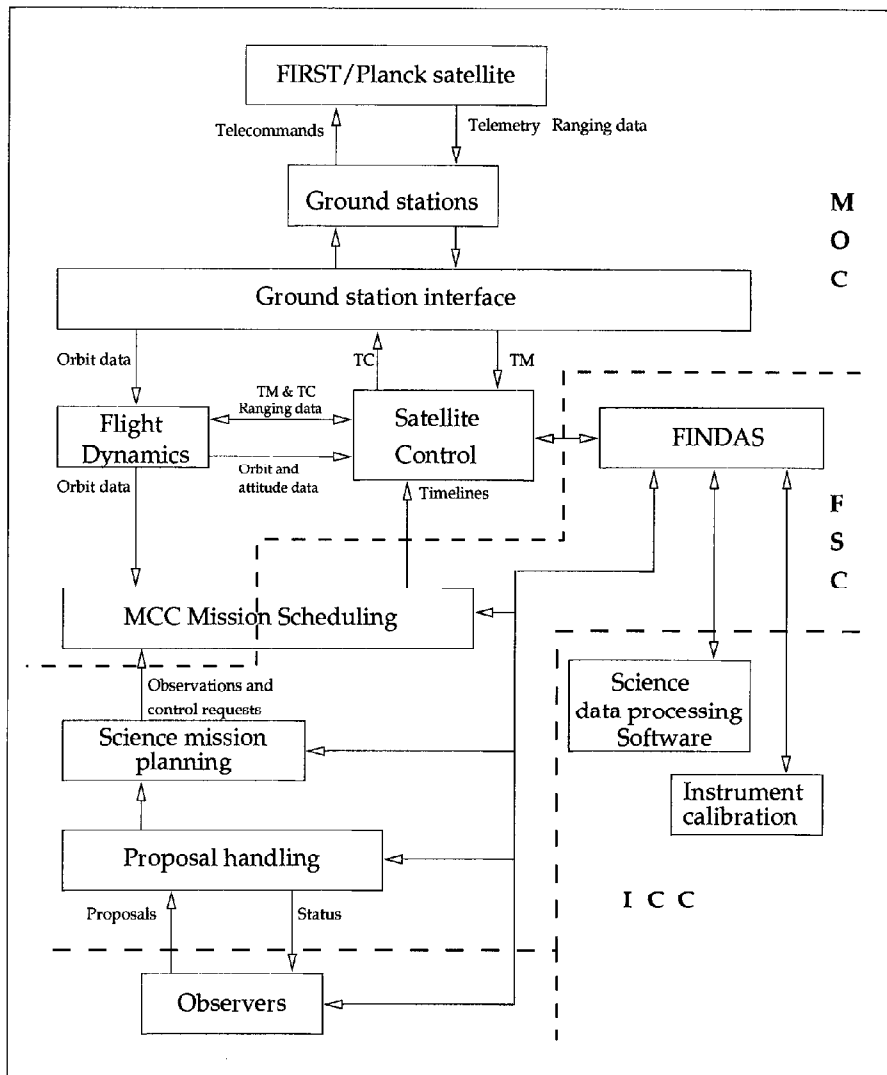 FIRST/Planck satellite
Telecommands
Telemetry Ranging data
Ground stations
M
O
C
Ground station interface
Orbit data
TC
TM
TM & TC
Ranging data
Flight
Dynamics
Satellite
Control
FINDAS
Orbit and
attitude data
Orbit data
Timelines
F
S
C
MCC Mission Scheduling
Observations and
control requests
Science
data processing
Software
Science mission
planning
Instrument
calibration
Proposal handling
I C C
Proposals
Status
Observers